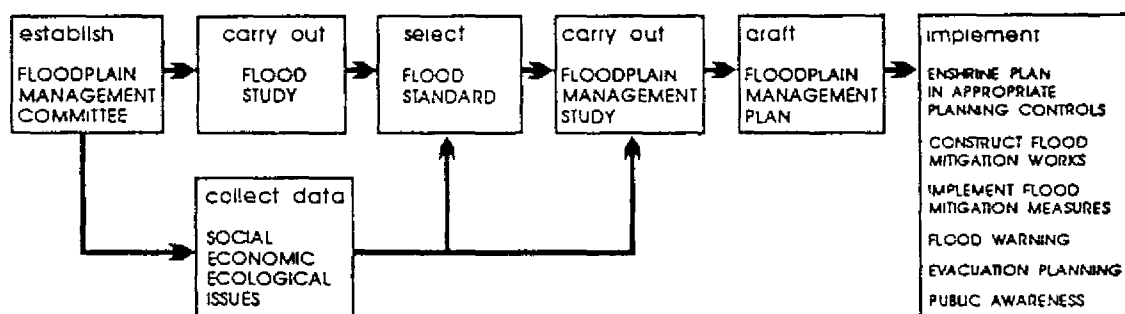 establish
FLOODPLAIN
MANAGEMENT
COMMITTEE
carry out
FLOOD
STUDY
select
FLOOD
STANDARD
carry out
FLOODPLAIN
MANAGEMENT
STUDY
draft
FLOODPLAIN
MANAGEMENT
PLAN
implement
ENSHRINE PLAN
IN APPROPRIATE
PLANNING CONTROLS
CONSTRUCT FLOOD
MITIGATION WORKS
IMPLEMENT FLOOD
MITIGATION MEASURES
FLOOD WARNING
EVACUATION PLANNING
PUBLIC AWARENESS
collect data
SOCIAL
ECONOMIC
ECOLOGICAL
ISSUES